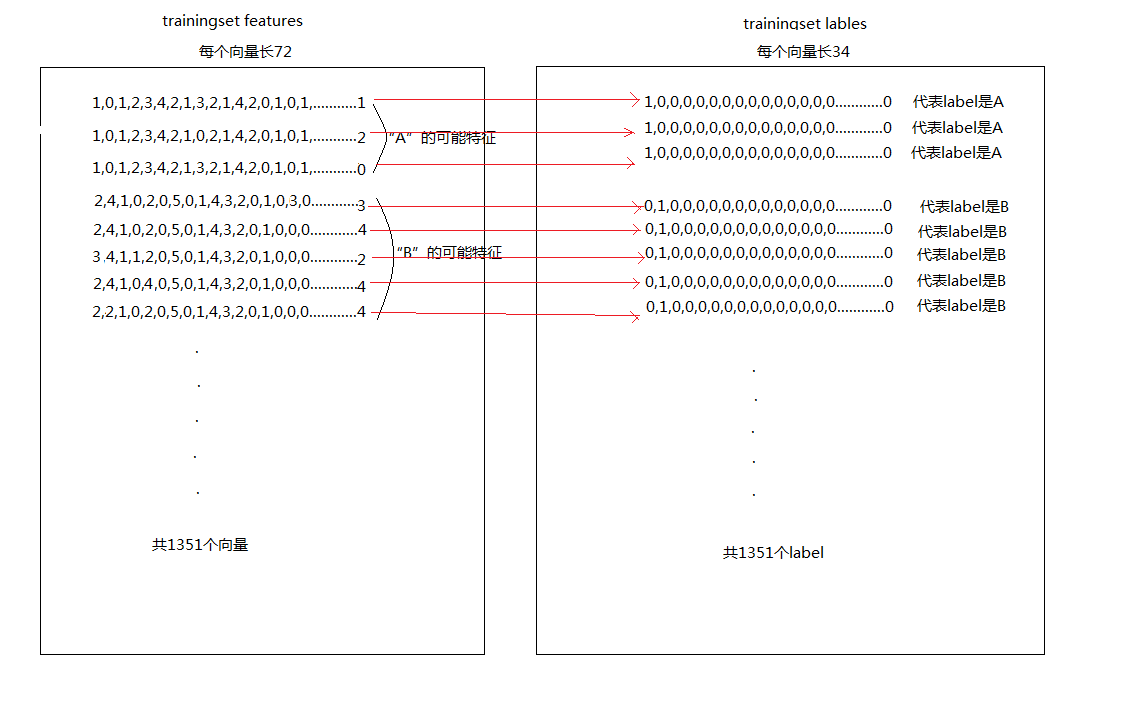 trainingset features
每个向量长72
1,0,1,2,3,4,2,1,3,2,1,4,2,0,1,0,1,...........1
1,0,1,2,3,4,2,1,0,2,1,4,2,0,1,0,1,...........2
1,0,1,2,3,4,2,1,3,2,1,4,2,0,1,0,1,...........0
“A”的可能特征
2,4,1,0,2,0,5,0,1,4,3,2,0,1,0,3,0...........3
2,4,1,0,2,0,5,0,1,4,3,2,0,1,0,0,0...........4
3.4,1,1,2,0,5,0,1,4,3,2,0,1,0,0,0...........2
2,4,1,0,4,0,5,0,1,4,3,2,0,1,0,0,0...........4
2,2,1,0,2,0,5,0,1,4,3,2,0,1,0,0,0...........4
“B”的可能特征
共1351个向量
trainingset lables
每个向量长34
1,0,0,0,0,0,0,0,0,0,0,0,0,0,0...........0 代表label是A
1,0,0,0,0,0,0,0,0,0,0,0,0,0,0...........0 代表label是A
1,0,0,0,0,0,0,0,0,0,0,0,0,0,0...........0 代表label是A
0,1,0,0,0,0,0,0,0,0,0,0,0,0,0...........0 代表label是B
0,1,0,0,0,0,0,0,0,0,0,0,0,0,0...........0 代表label是B
0,1,0,0,0,0,0,0,0,0,0,0,0,0,0...........0 代表label是B
0,1,0,0,0,0,0,0,0,0,0,0,0,0,0...........0 代表label是B
0,1,0,0,0,0,0,0,0,0,0,0,0,0,0...........0 代表label是B
共1351个label